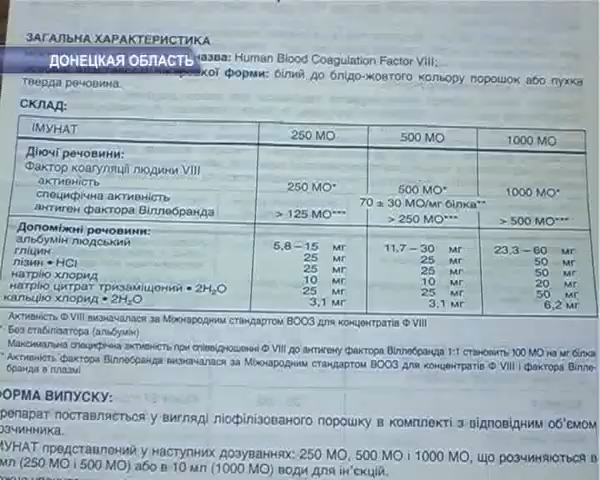 ЗАГАЛЬНА ХАРАКТЕРИСТИКА
ДОНЕЦКАЯ ОБЛАСТЬ
назва: Human Blood Coagulation Factor VIII;
форми: білий до блідо-жовтого кольору порошок або пухка
тверда речовина.
СКЛАД:
ІМУНАТ 250 МО 500 МО 1000 МО
Діючі речовини:
Фактор коагуляції людини VIII
активність 250 МО* 500 МО* 1000 МО*
специфічна активність 70 ± 30 МО/мг білка**
антиген фактора Віллебранда > 125 МО*** > 250 МО*** > 500 МО***
Допоміжні речовини:
альбумін людський 5,8 – 15 мг 11,7 – 30 мг 23,3 – 60 мг
гліцин 25 мг 25 мг 50 мг
лізин • HCl 25 мг 25 мг 50 мг
натрію хлорид 10 мг 10 мг 20 мг
натрію цитрат тризаміщений • 2H₂O 25 мг 25 мг 50 мг
кальцію хлорид • 2H₂O 3,1 мг 3,1 мг 6,2 мг
Активність Ф VIII визначалася за Міжнародним стандартом ВООЗ для концентратів Ф VIII
* Без стабілізатора (альбумін)
Максимальна специфічна активність при співвідношенні Ф VIII до антигену фактора Віллебранда 1:1 становить 100 МО на мг білка
* Активність фактора Віллебранда визначалася за Міжнародним стандартом ВООЗ для концентратів Ф VIII і фактора Вілле-
бранда в плазмі
ФОРМА ВИПУСКУ:
репарат поставляється у вигляді ліофілізованого порошку в комплекті з відповідним об'ємом
озчинника.
МУНАТ представлений у наступних дозуваннях: 250 МО, 500 МО і 1000 МО, що розчиняються в
мл (250 МО і 500 МО) або в 10 мл (1000 МО) води для ін'єкцій.